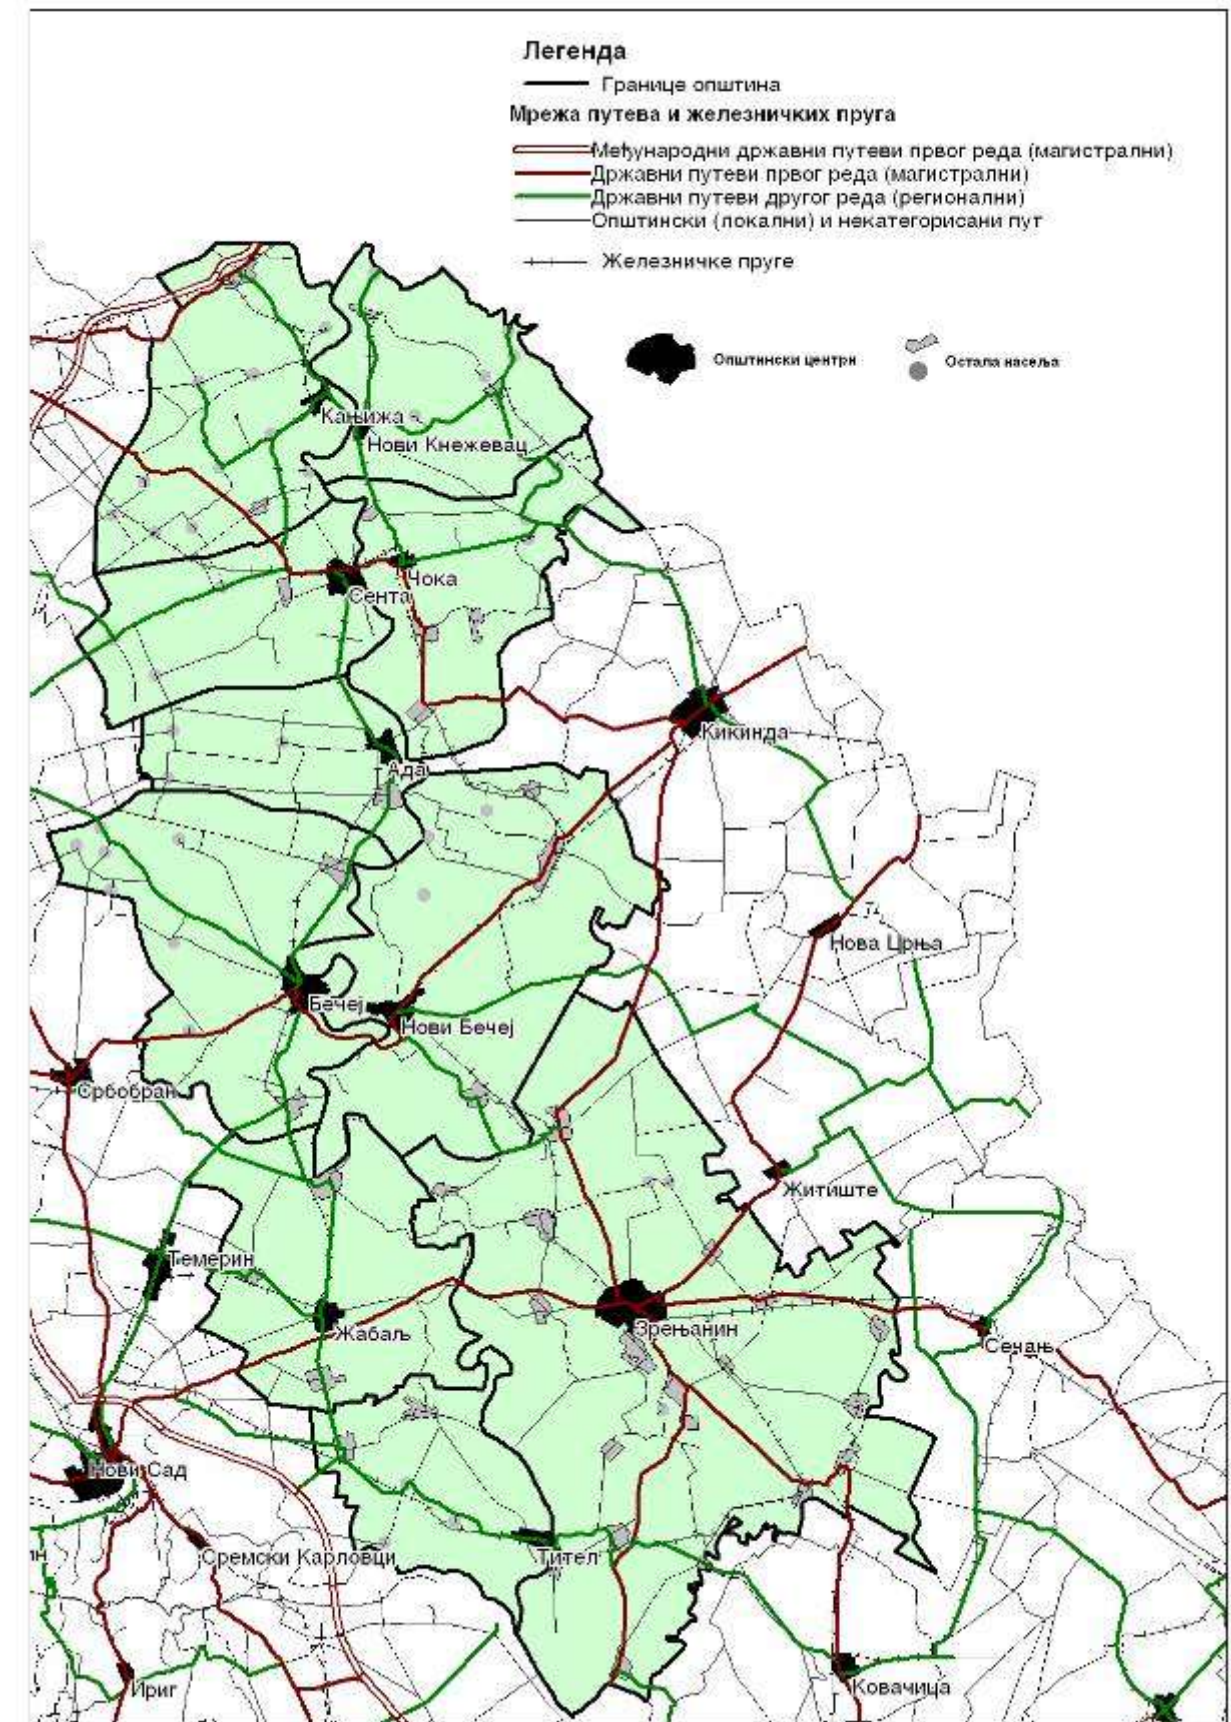 Легенда
Границе општина
Мрежа путева и железничких пруга
Међународни државни путеви првог реда (магистрални)
Државни путеви првог реда (магистрални)
Државни путеви другог реда (регионални)
Општински (локални) и некатегорисани пут
Железничке пруге
Општински центри
Остала насеља
Кањижа
Нови Кнежевац
Чока
Сента
Кикинда
Ада
Нова Црња
Бечеј
Нови Бечеј
Србобран
Житиште
Темерин
Зрењанин
Жабаљ
Сечањ
Нови Сад
Сремски Карловци
Тител
ин
Ириг
Ковачица